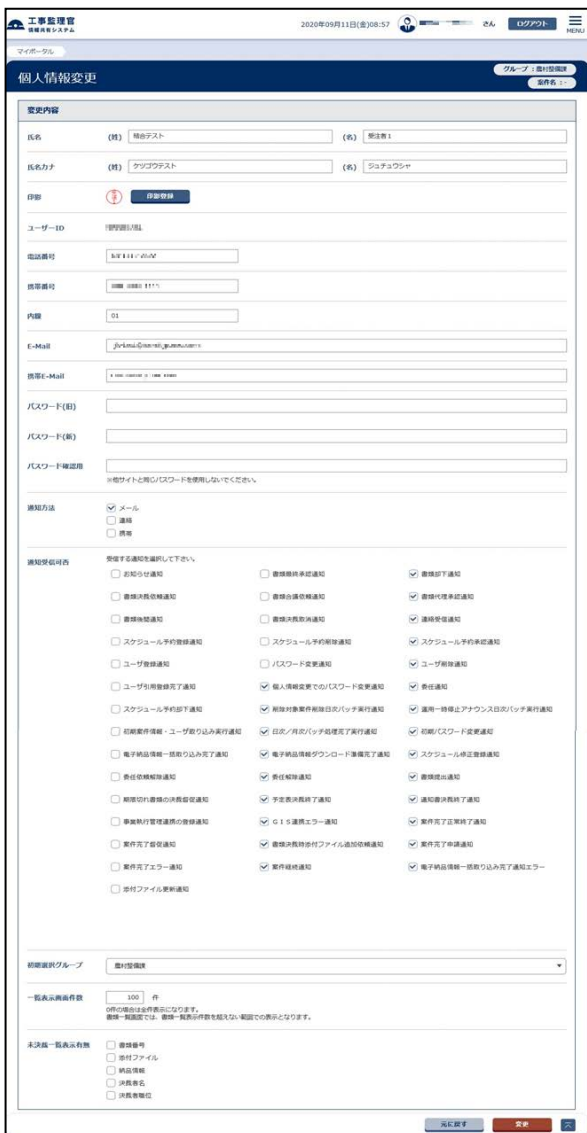 工事監理官
情報共有システム
2020年09月11日(金)08:57
さん
ログアウト
MENU
マイポータル
個人情報変更
グループ : 農村整備課
案件名 : -
変更内容
氏名 (姓) 結合テスト (名) 受注者1
氏名カナ (姓) ケツゴウテスト (名) ジュチュウシャ
印影 印影登録
ユーザーID
電話番号
携帯番号
内線 01
E-Mail
携帯E-Mail
パスワード(旧)
パスワード(新)
パスワード確認用
※他サイトと同じパスワードを使用しないでください。
通知方法 メール
連絡
携帯
通知受信可否 受信する通知を選択して下さい。
お知らせ通知 書類最終承認通知 書類却下通知
書類決裁依頼通知 書類合議依頼通知 書類代理承認通知
書類後閲通知 書類決裁取消通知 連絡受信通知
スケジュール予約登録通知 スケジュール予約削除通知 スケジュール予約承認通知
ユーザ登録通知 パスワード変更通知 ユーザ削除通知
ユーザ引用登録完了通知 個人情報変更でのパスワード変更通知 委任通知
スケジュール予約却下通知 削除対象案件削除日次バッチ実行通知 運用一時停止アナウンス日次バッチ実行通知
初期案件情報・ユーザ取り込み実行通知 日次/月次バッチ処理完了実行通知 初期パスワード変更通知
電子納品情報一括取り込み完了通知 電子納品情報ダウンロード準備完了通知 スケジュール修正登録通知
委任依頼解除通知 委任解除通知 書類提出通知
期限切れ書類の決裁督促通知 予定表決裁終了通知 通知書決裁終了通知
事業執行管理連携の登録通知 GIS連携エラー通知 案件完了正常終了通知
案件完了督促通知 書類決裁時添付ファイル追加依頼通知 案件完了申請通知
案件完了エラー通知 案件継続通知 電子納品情報一括取り込み完了通知エラー
添付ファイル更新通知
初期選択グループ 農村整備課
一覧表示画面件数 100 件
0件の場合は全件表示になります。
書類一覧画面では、書類一覧表示件数を超えない範囲での表示となります。
未決裁一覧表示有無 書類番号
添付ファイル
納品情報
決裁者名
決裁者職位
元に戻す 変更